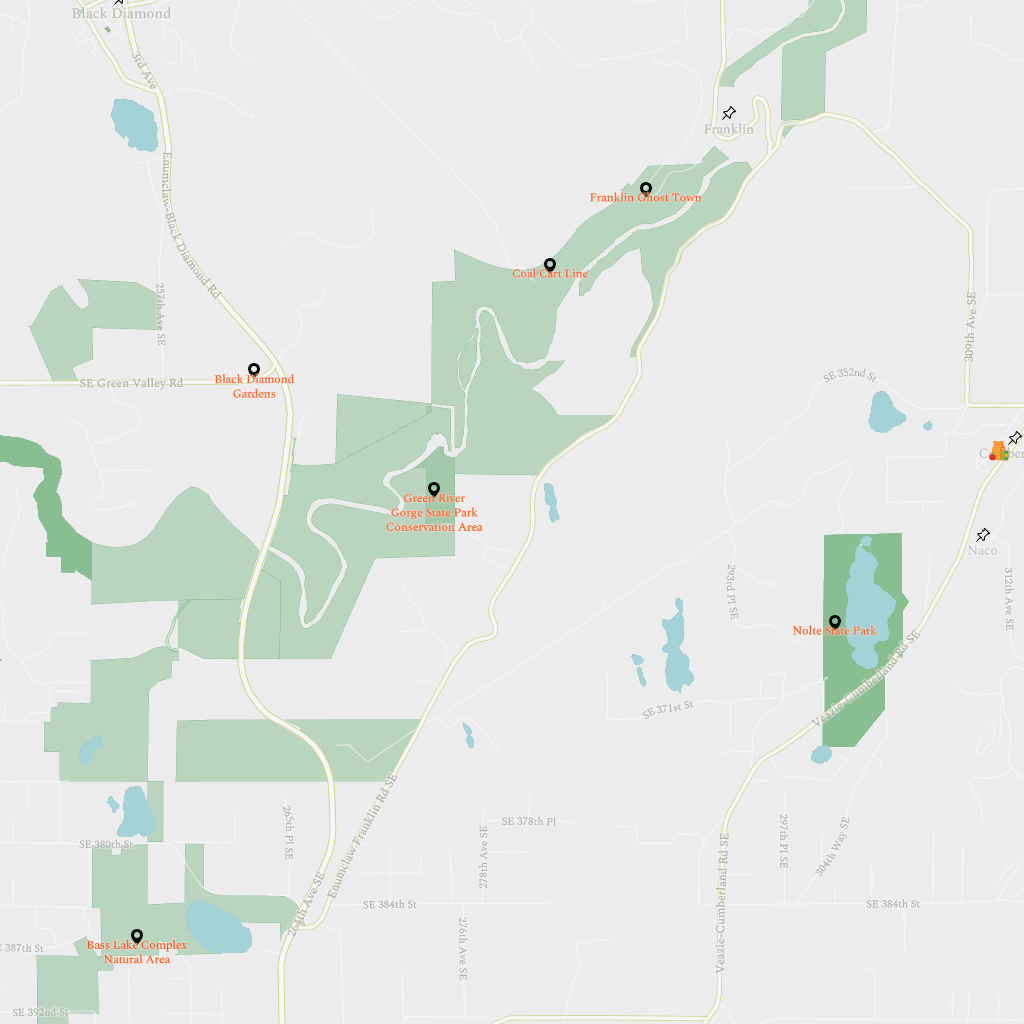 Black Diamond
3rd Ave
Franklin
Enumclaw-Black Diamond Rd
Franklin Ghost Town
Coal Cart Line
257th Ave SE
309th Ave SE
SE Green Valley Rd
Black Diamond
Gardens
SE 352nd St
Green River
Gorge State Park
Conservation Area
Naco
293rd Pl SE
312th Ave SE
Nolte State Park
Veazie-Cumberland Rd SE
SE 371st St
265th Pl SE
Enumclaw Franklin Rd SE
SE 378th Pl
278th Ave SE
297th Pl SE
304th Way SE
Veazie-Cumberland Rd SE
SE 380th St
264th Ave SE
SE 384th St
SE 384th St
276th Ave SE
SE 387th St
Bass Lake Complex
Natural Area
SE 392nd St